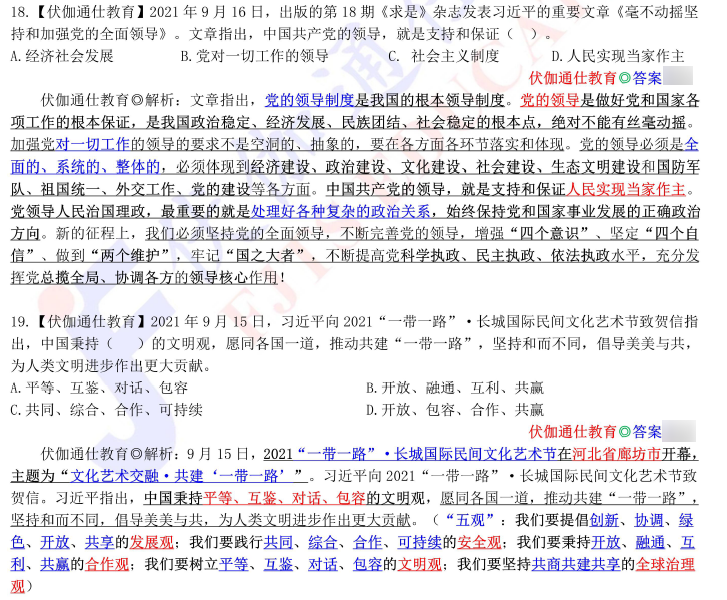 18.【伏伽通仕教育】2021 年 9 月 16 日，出版的第 18 期《求是》杂志发表习近平的重要文章《毫不动摇坚
持和加强党的全面领导》。文章指出，中国共产党的领导，就是支持和保证（ ）。
A.经济社会发展 B.党对一切工作的领导 C. 社会主义制度 D.人民实现当家作主
伏伽通仕教育◎答案
伏伽通仕教育◎解析：文章指出，党的领导制度是我国的根本领导制度。党的领导是做好党和国家各
项工作的根本保证，是我国政治稳定、经济发展、民族团结、社会稳定的根本点，绝对不能有丝毫动摇。
加强党对一切工作的领导的要求不是空洞的、抽象的，要在各方面各环节落实和体现。党的领导必须是全
面的、系统的、整体的，必须体现到经济建设、政治建设、文化建设、社会建设、生态文明建设和国防军
队、祖国统一、外交工作、党的建设等各方面。中国共产党的领导，就是支持和保证人民实现当家作主。
党领导人民治国理政，最重要的就是处理好各种复杂的政治关系，始终保持党和国家事业发展的正确政治
方向。新的征程上，我们必须坚持党的全面领导，不断完善党的领导，增强“四个意识”、坚定“四个自
信”、做到“两个维护”，牢记“国之大者”，不断提高党科学执政、民主执政、依法执政水平，充分发
挥党总揽全局、协调各方的领导核心作用！
19.【伏伽通仕教育】2021 年 9 月 15 日，习近平向 2021“一带一路”·长城国际民间文化艺术节致贺信指
出，中国秉持（ ）的文明观，愿同各国一道，推动共建“一带一路”，坚持和而不同，倡导美美与共，
为人类文明进步作出更大贡献。
A.平等、互鉴、对话、包容 B.开放、融通、互利、共赢
C.共同、综合、合作、可持续 D.开放、包容、合作、共赢
伏伽通仕教育◎答案
伏伽通仕教育◎解析：9 月 15 日，2021“一带一路”·长城国际民间文化艺术节在河北省廊坊市开幕，
主题为“文化艺术交融·共建‘一带一路’”。习近平向 2021“一带一路”·长城国际民间文化艺术节致
贺信。习近平指出，中国秉持平等、互鉴、对话、包容的文明观，愿同各国一道，推动共建“一带一路”，
坚持和而不同，倡导美美与共，为人类文明进步作出更大贡献。（“五观”：我们要提倡创新、协调、绿
色、开放、共享的发展观；我们要践行共同、综合、合作、可持续的安全观；我们要秉持开放、融通、互
利、共赢的合作观；我们要树立平等、互鉴、对话、包容的文明观；我们要坚持共商共建共享的全球治理
观）